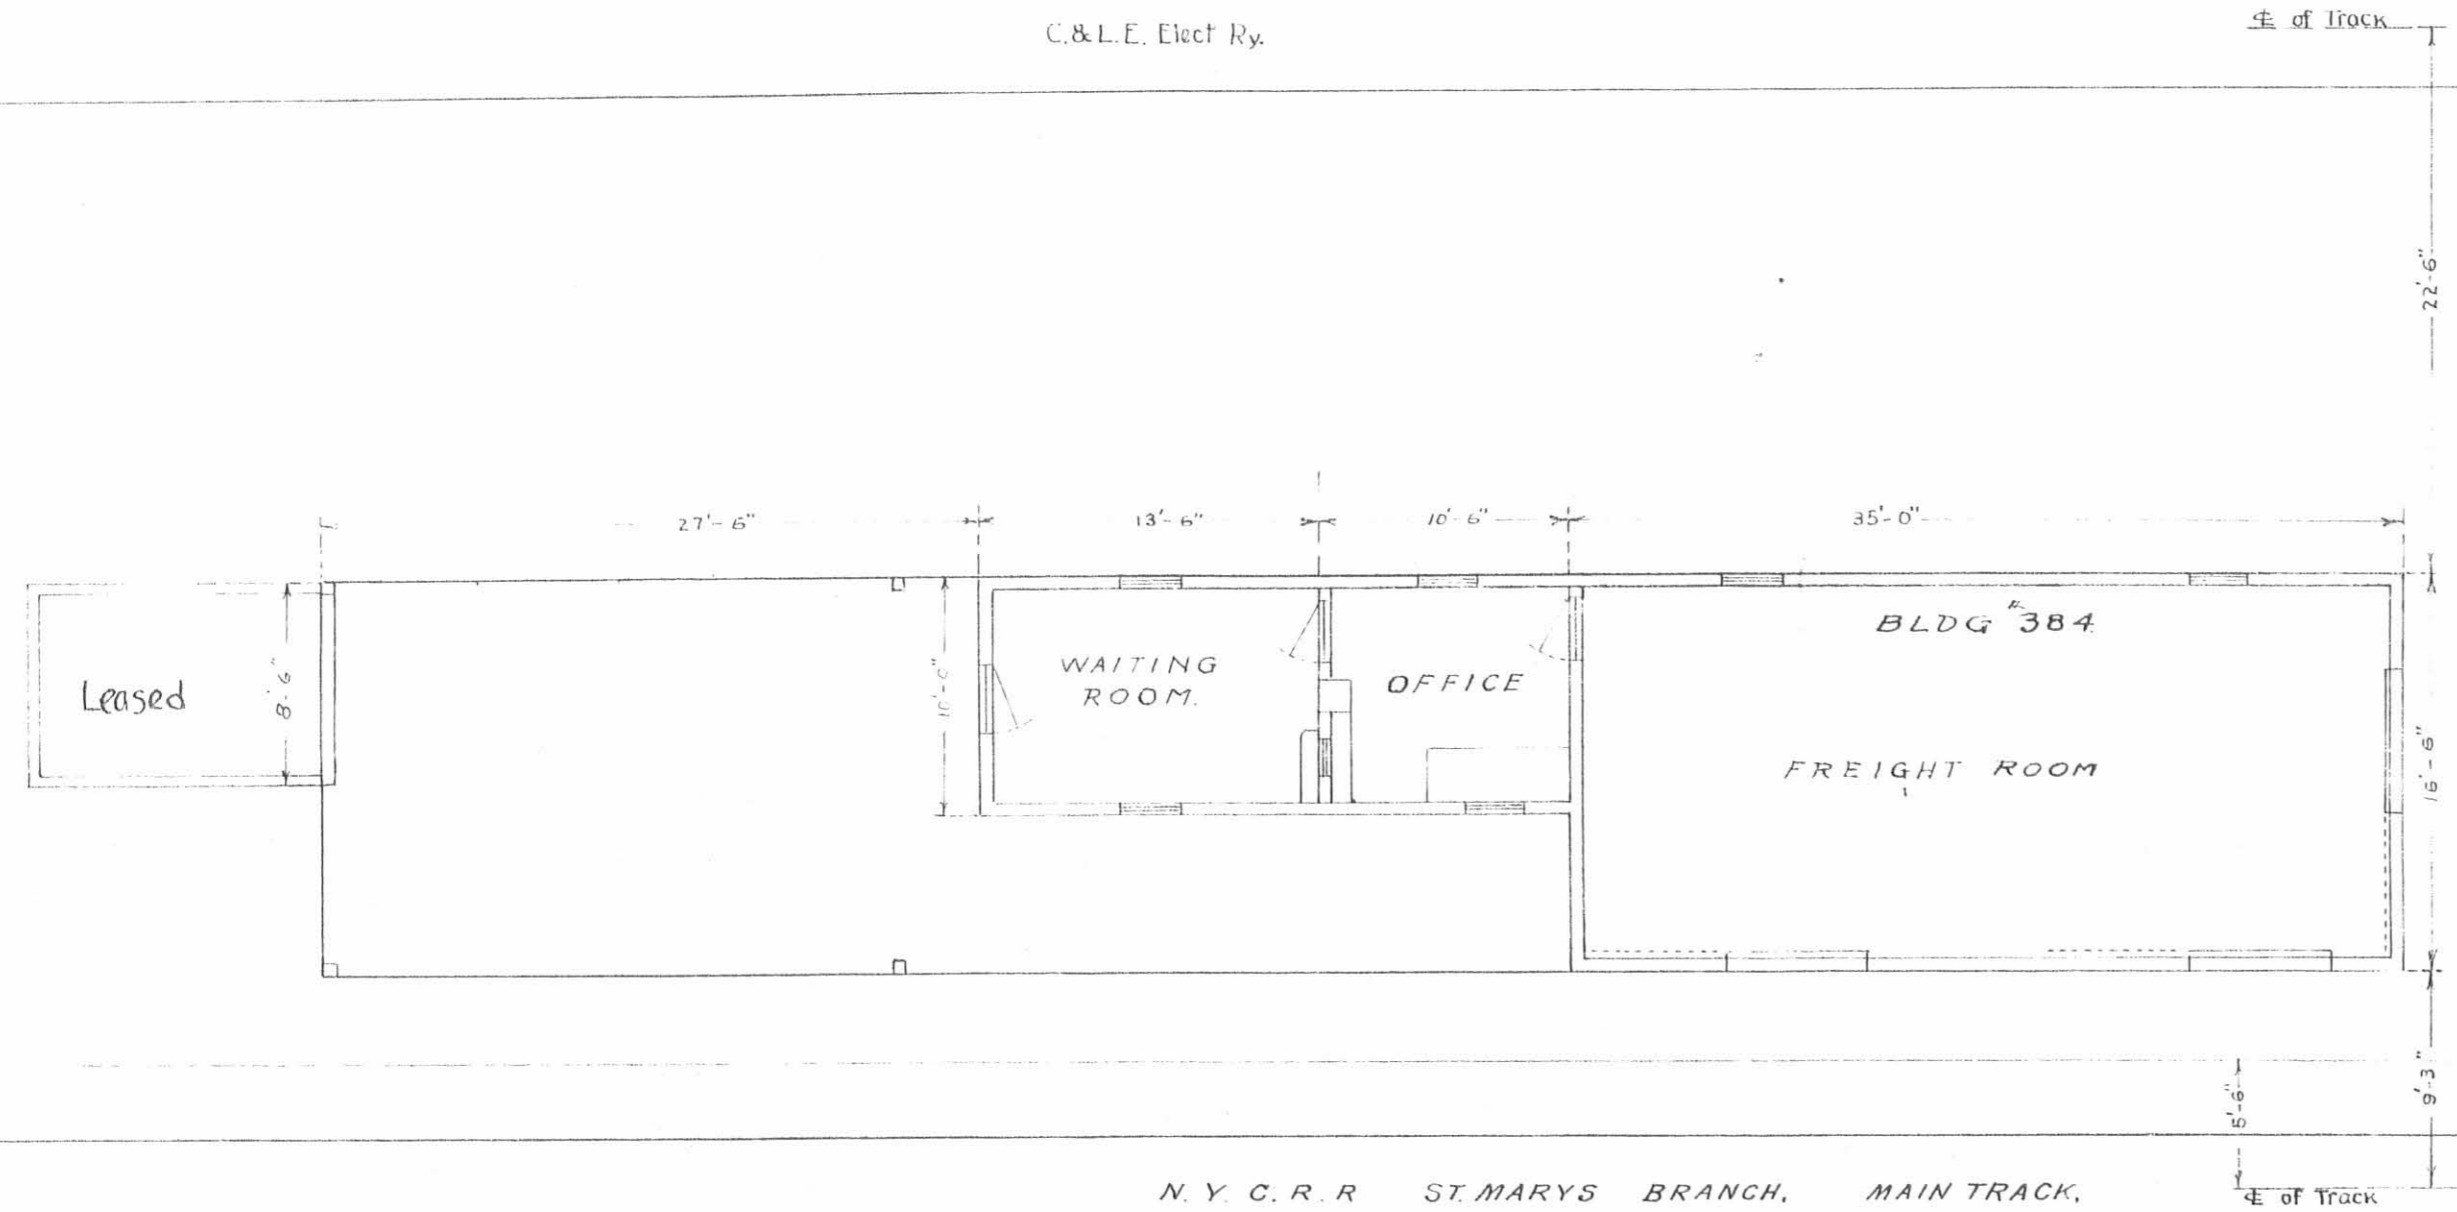 C.&L.E. Elect Ry.
℄ of Track
22'-6"
27'-6"
13'-6"
10'-6"
35'-0"
BLDG #384
WAITING
ROOM.
OFFICE
Leased
8'-6"
10'-0"
FREIGHT ROOM
16'-6"
5'-6"
9'-3"
N. Y. C. R. R ST. MARYS BRANCH, MAIN TRACK,
℄ of Track